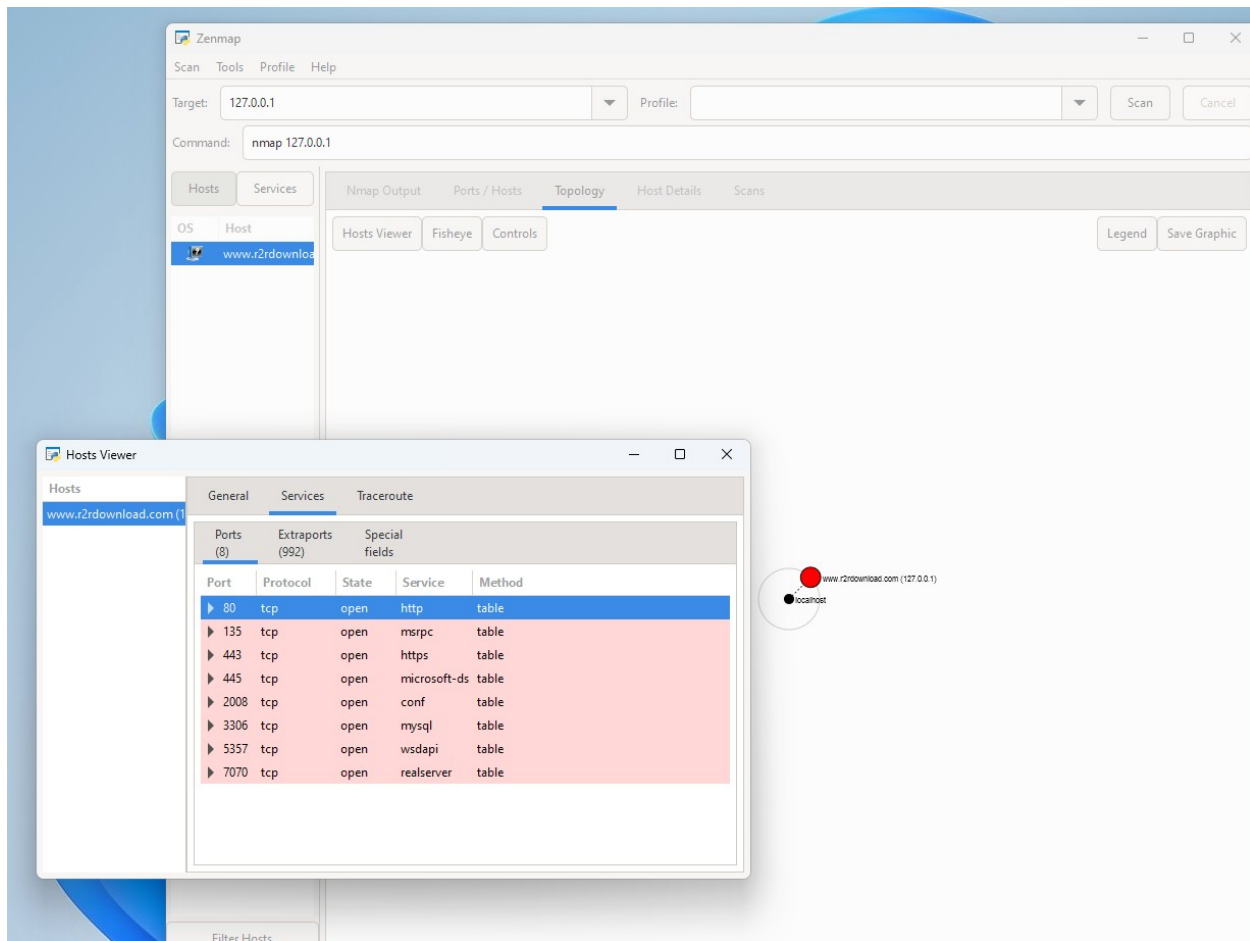 Zenmap
Scan Tools Profile Help
Target: 127.0.0.1 Profile: Scan Cancel
Command: nmap 127.0.0.1
Hosts Services Nmap Output Ports / Hosts Topology Host Details Scans
OS Host
Hosts Viewer Fisheye Controls Legend Save Graphic
www.r2rdownloa
Hosts Viewer
Hosts
www.r2rdownload.com (1
General Services Traceroute
Ports (8) Extraports (992) Special fields
Port Protocol State Service Method
80 tcp open http table
135 tcp open msrpc table
443 tcp open https table
445 tcp open microsoft-ds table
2008 tcp open conf table
3306 tcp open mysql table
5357 tcp open wsdapi table
7070 tcp open realserver table
www.r2rdownload.com (127.0.0.1)
localhost
Filter Hosts